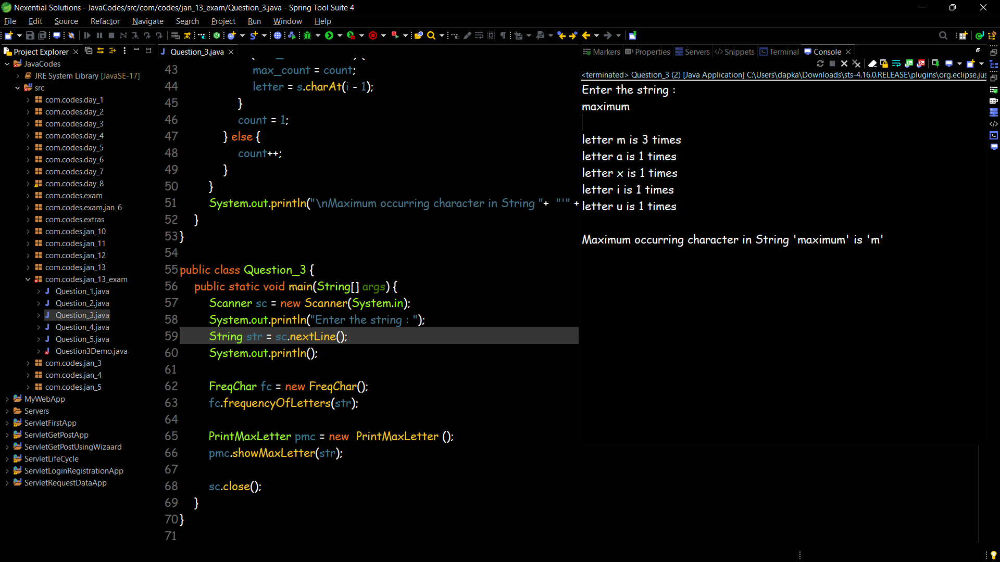 Nexential Solutions - JavaCodes/src/com/codes/jan_13_exam/Question_3.java - Spring Tool Suite 4
File Edit Source Refactor Navigate Search Project Run Window Help
Project Explorer
JavaCodes
JRE System Library [JavaSE-17]
src
com.codes.day_1
com.codes.day_2
com.codes.day_3
com.codes.day_4
com.codes.day_5
com.codes.day_6
com.codes.day_7
com.codes.day_8
com.codes.exam
com.codes.exam.jan_6
com.codes.extras
com.codes.jan_10
com.codes.jan_11
com.codes.jan_12
com.codes.jan_13
com.codes.jan_13_exam
Question_1.java
Question_2.java
Question_3.java
Question_4.java
Question_5.java
Question3Demo.java
com.codes.jan_3
com.codes.jan_4
com.codes.jan_5
MyWebApp
Servers
ServletFirstApp
ServletGetPostApp
ServletGetPostUsingWizaard
ServletLifeCycle
ServletLoginRegistrationApp
ServletRequestDataApp
Question_3.java
43 max_count = count;
44 letter = s.charAt(i - 1);
45 }
46 count = 1;
47 } else {
48 count++;
49 }
50 }
51 System.out.println("\nMaximum occurring character in String "+ "'" +
52 }
53 }
54
55 public class Question_3 {
56 public static void main(String[] args) {
57 Scanner sc = new Scanner(System.in);
58 System.out.println("Enter the string : ");
59 String str = sc.nextLine();
60 System.out.println();
61
62 FreqChar fc = new FreqChar();
63 fc.frequencyOfLetters(str);
64
65 PrintMaxLetter pmc = new  PrintMaxLetter ();
66 pmc.showMaxLetter(str);
67
68 sc.close();
69 }
70 }
71
Markers Properties Servers Snippets Terminal Console
<terminated> Question_3 (2) [Java Application] C:\Users\dapka\Downloads\sts-4.16.0.RELEASE\plugins\org.eclipse.jus
Enter the string :
maximum
letter m is 3 times
letter a is 1 times
letter x is 1 times
letter i is 1 times
letter u is 1 times
Maximum occurring character in String 'maximum' is 'm'